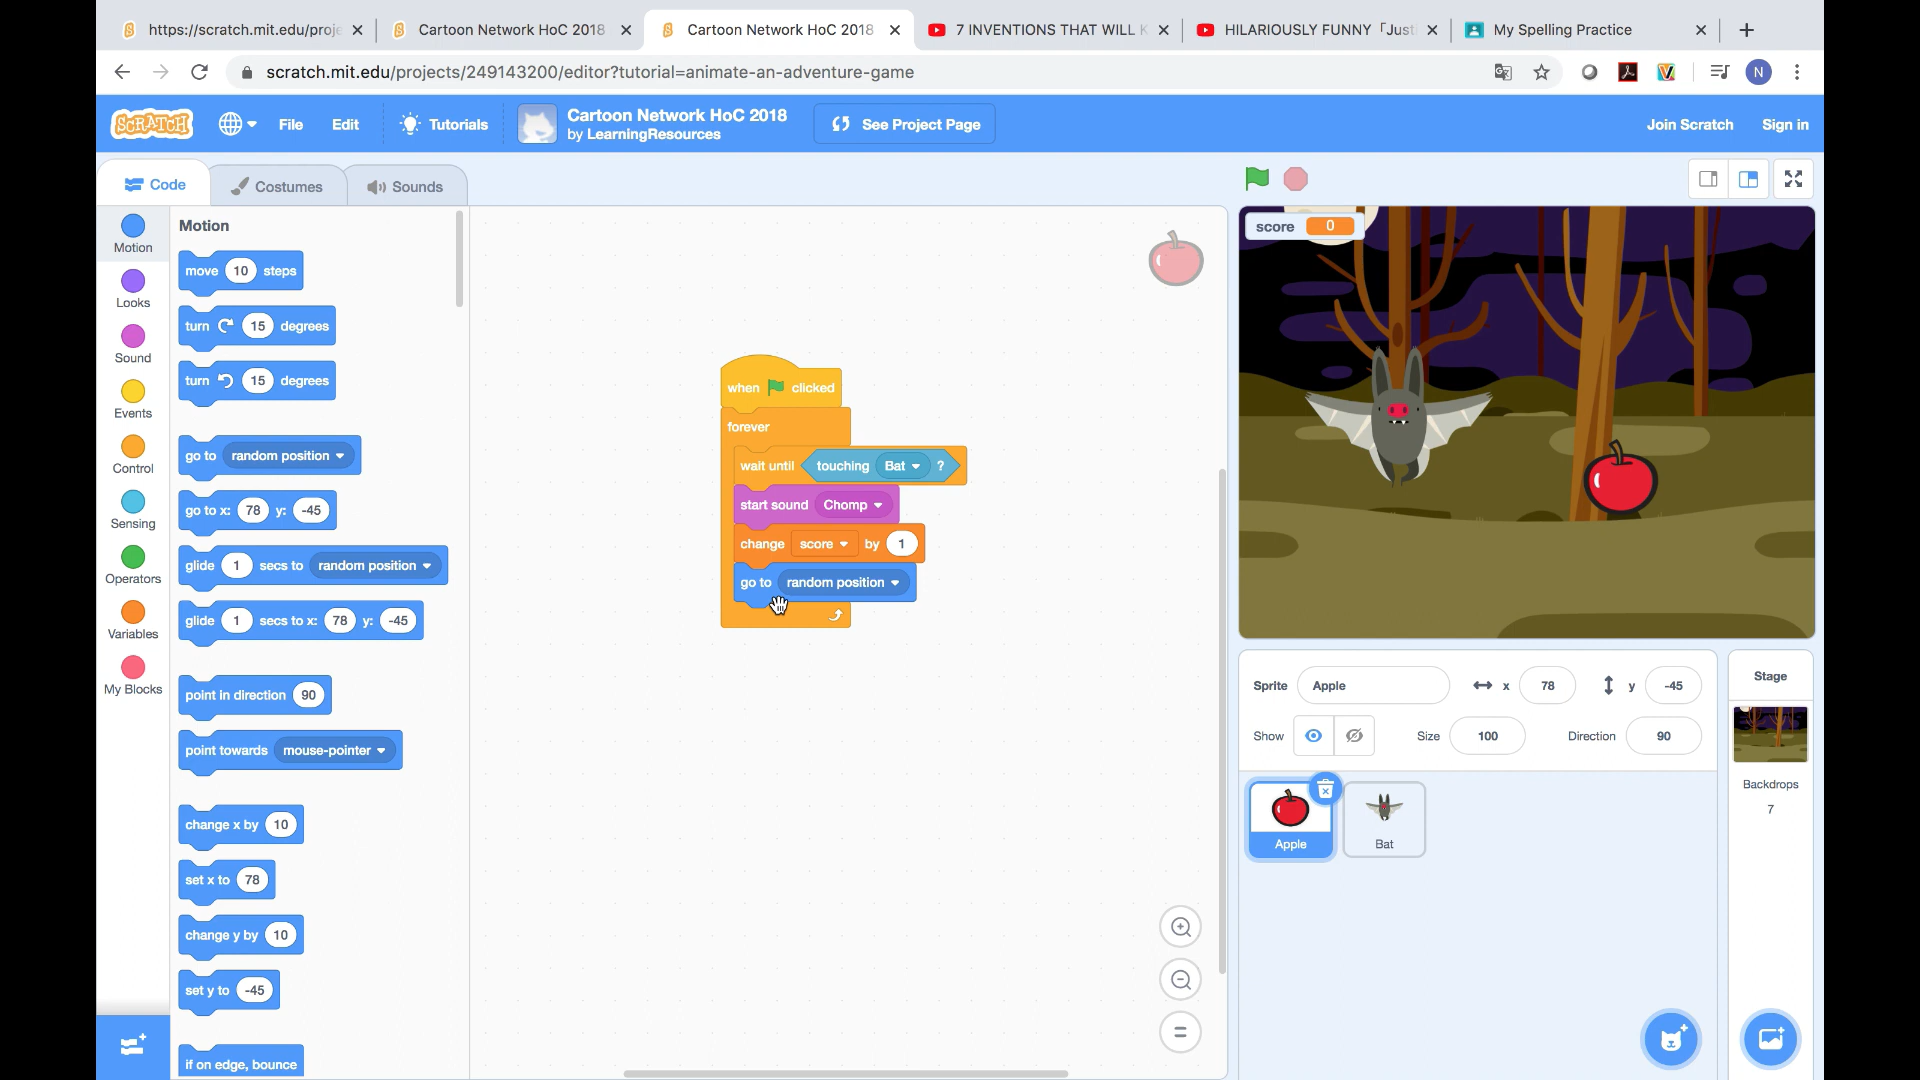 https://scratch.mit.edu/proje
Cartoon Network HoC 2018
Cartoon Network HoC 2018
7 INVENTIONS THAT WILL K
HILARIOUSLY FUNNY「Just
My Spelling Practice
scratch.mit.edu/projects/249143200/editor?tutorial=animate-an-adventure-game
N
SCRATCH
File
Edit
Tutorials
Cartoon Network HoC 2018
by LearningResources
See Project Page
Join Scratch
Sign in
Code
Costumes
Sounds
Motion
Looks
Sound
Events
Control
Sensing
Operators
Variables
My Blocks
Motion
move 10 steps
turn 15 degrees
turn 15 degrees
go to random position
go to x: 78 y: -45
glide 1 secs to random position
glide 1 secs to x: 78 y: -45
point in direction 90
point towards mouse-pointer
change x by 10
set x to 78
change y by 10
set y to -45
if on edge, bounce
when clicked
forever
wait until touching Bat ?
start sound Chomp
change score by 1
go to random position
score 0
Sprite Apple x 78 y -45
Show Size 100 Direction 90
Apple
Bat
Stage
Backdrops
7